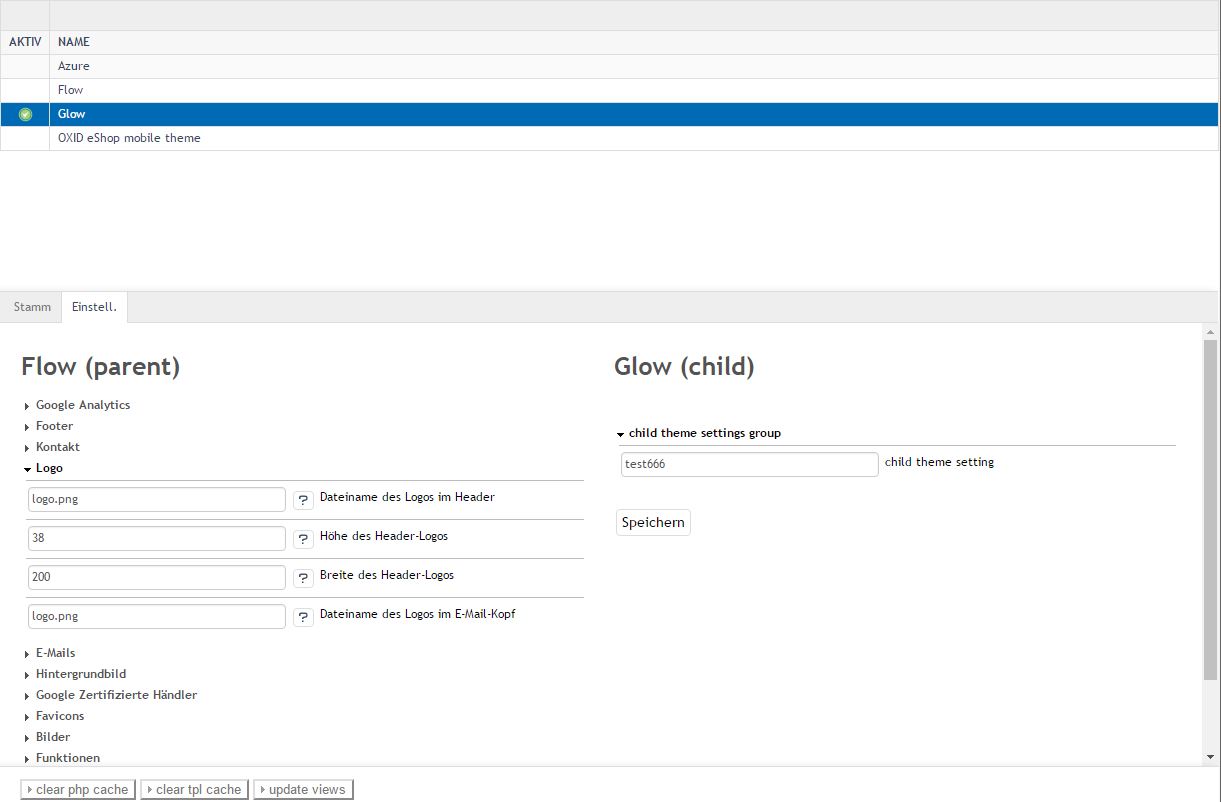 AKTIV NAME
Azure
Flow
Glow
OXID eShop mobile theme
Stamm Einstell.
Flow (parent)
Google Analytics
Footer
Kontakt
Logo
logo.png ? Dateiname des Logos im Header
38 ? Höhe des Header-Logos
200 ? Breite des Header-Logos
logo.png ? Dateiname des Logos im E-Mail-Kopf
E-Mails
Hintergrundbild
Google Zertifizierte Händler
Favicons
Bilder
Funktionen
Glow (child)
child theme settings group
test666 child theme setting
Speichern
clear php cache clear tpl cache update views